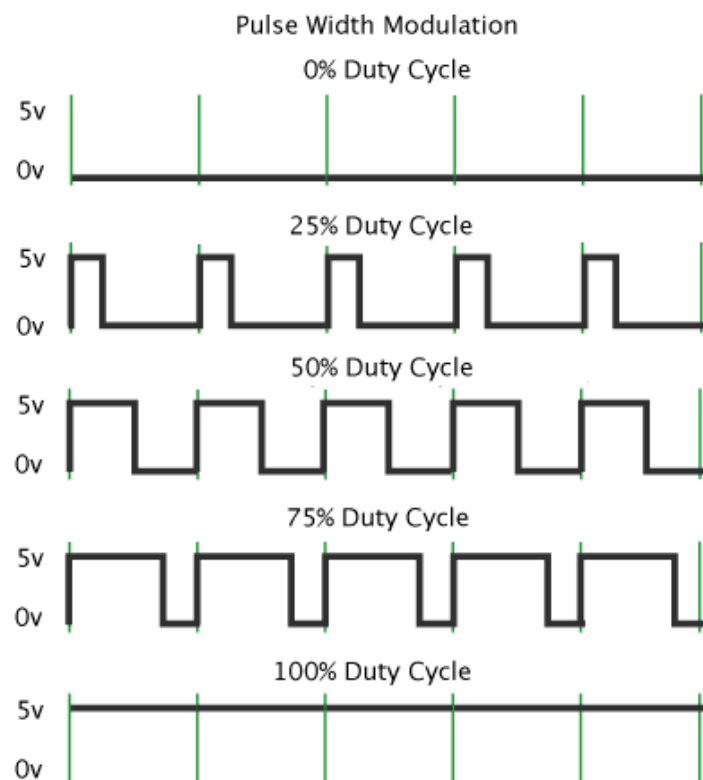 Pulse Width Modulation
0% Duty Cycle
5v
0v
25% Duty Cycle
5v
0v
50% Duty Cycle
5v
0v
75% Duty Cycle
5v
0v
100% Duty Cycle
5v
0v